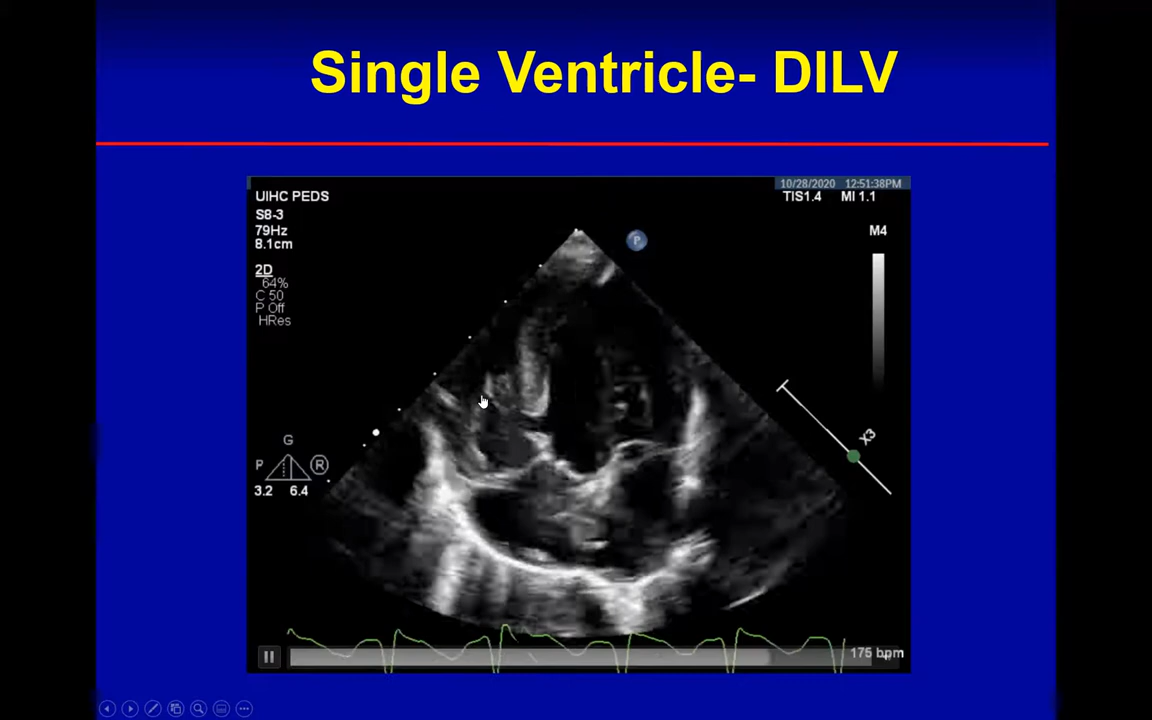 Single Ventricle- DILV
10/28/2020 12:51:38PM
UIHC PEDS
TIS1.4 MI 1.1
S8-3
79Hz
8.1cm
M4
P
2D
64%
C 50
P Off
HRes
X3
G
P R
3.2 6.4
175 bpm